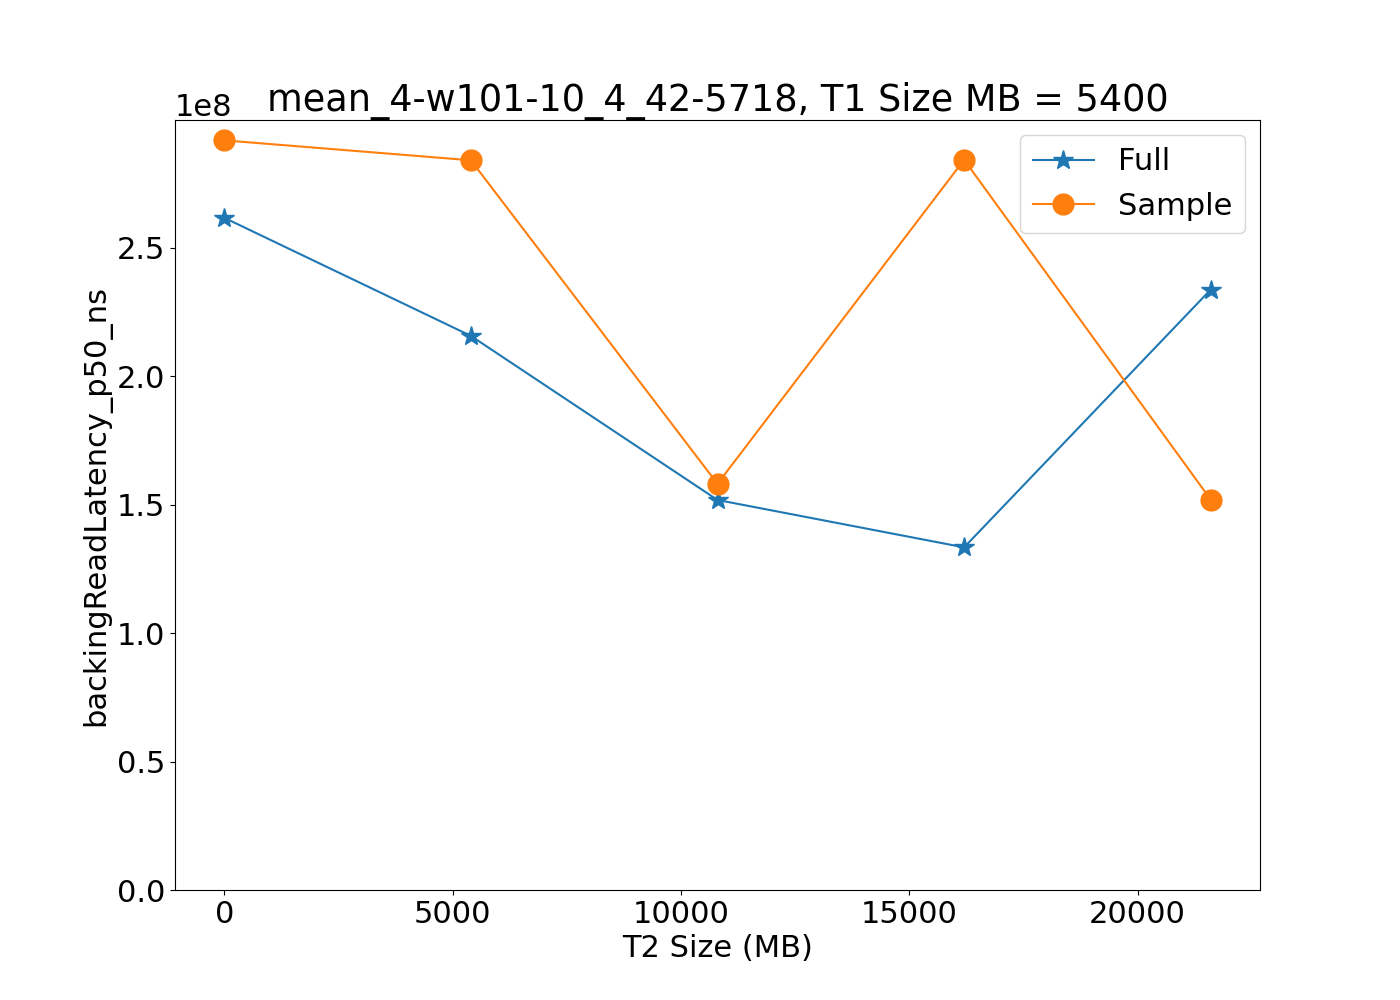 mean_4-w101-10_4_42-5718, T1 Size MB = 5400
1e8
Full
Sample
2.5
2.0
1.5
1.0
0.5
0.0
backingReadLatency_p50_ns
0 5000 10000 15000 20000
T2 Size (MB)